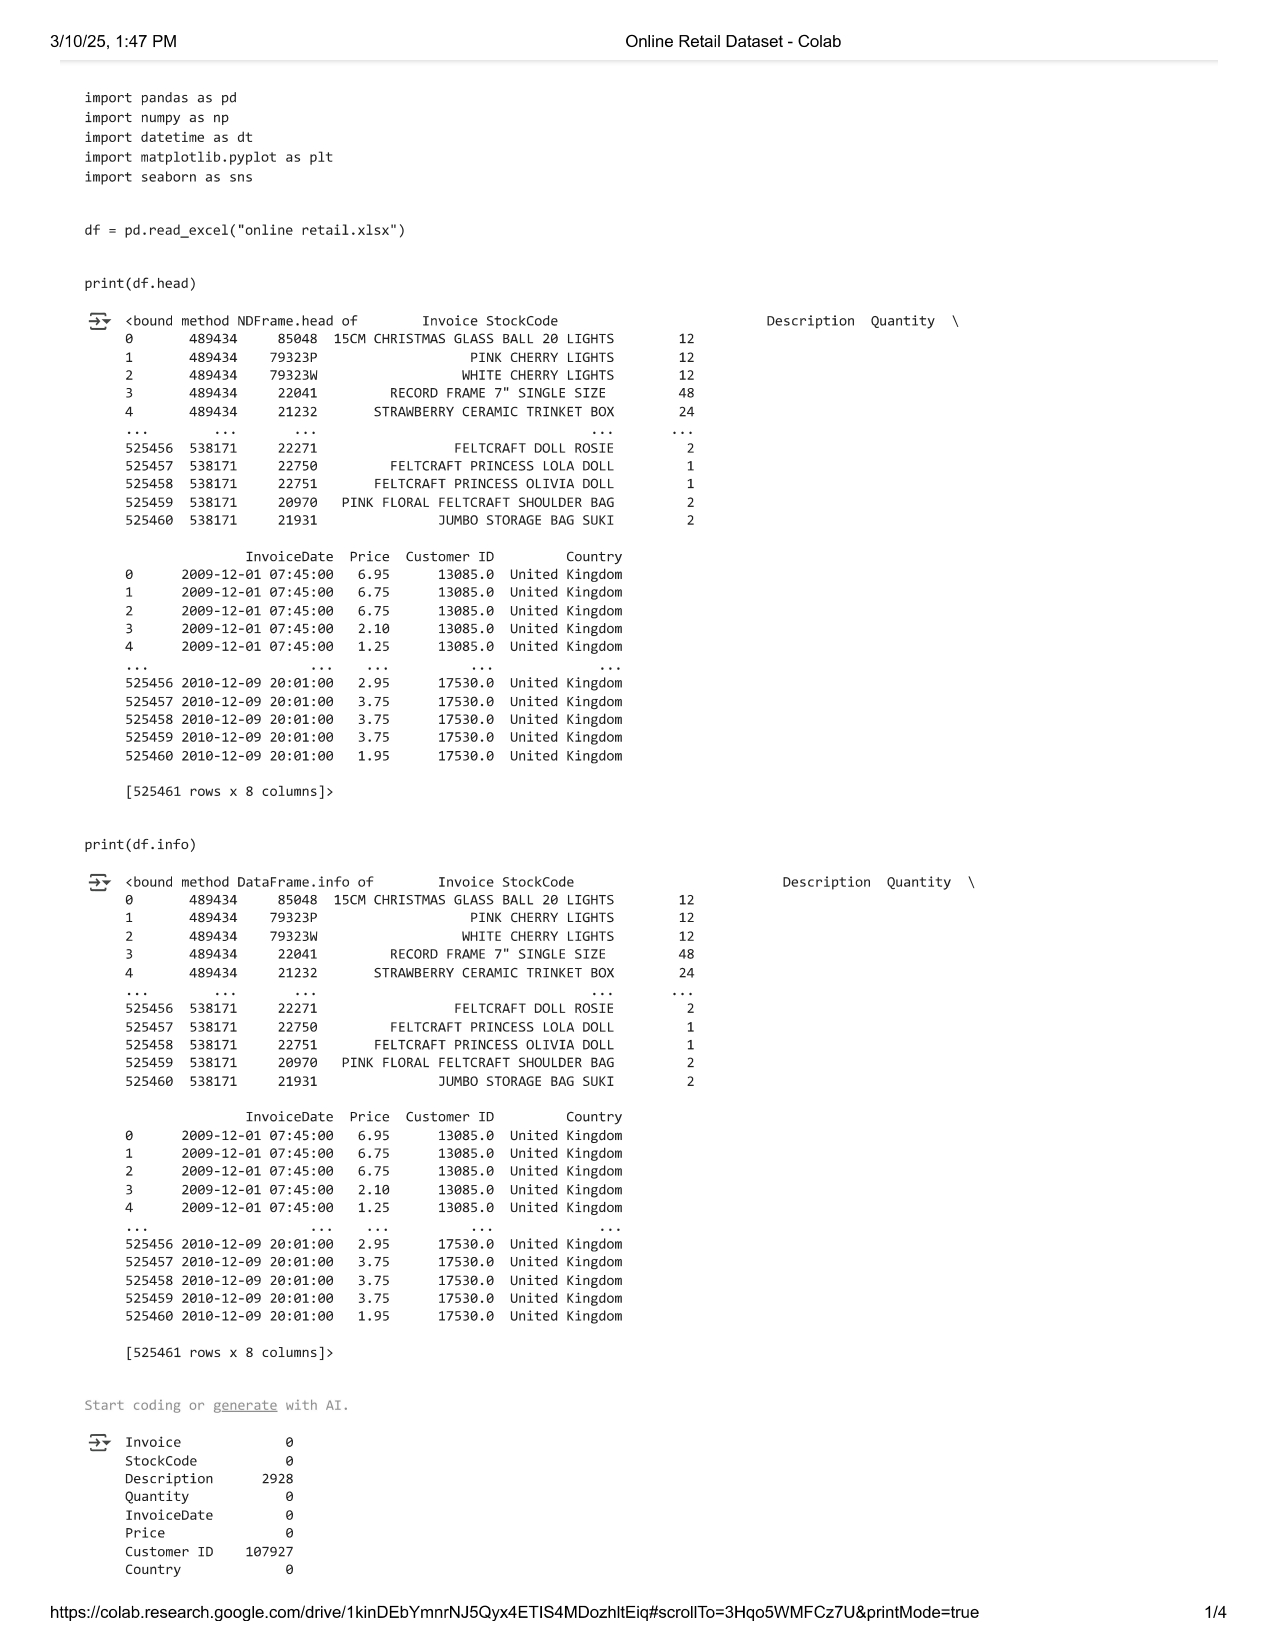 3/10/25, 1:47 PM Online Retail Dataset - Colab
import pandas as pd
import numpy as np
import datetime as dt
import matplotlib.pyplot as plt
import seaborn as sns
df = pd.read_excel("online retail.xlsx")
print(df.head)
<bound method NDFrame.head of        Invoice StockCode                          Description  Quantity  \
0       489434     85048  15CM CHRISTMAS GLASS BALL 20 LIGHTS        12
1       489434    79323P                   PINK CHERRY LIGHTS        12
2       489434    79323W                  WHITE CHERRY LIGHTS        12
3       489434     22041         RECORD FRAME 7" SINGLE SIZE         48
4       489434     21232       STRAWBERRY CERAMIC TRINKET BOX        24
...        ...       ...                                  ...       ...
525456  538171     22271                 FELTCRAFT DOLL ROSIE         2
525457  538171     22750         FELTCRAFT PRINCESS LOLA DOLL         1
525458  538171     22751       FELTCRAFT PRINCESS OLIVIA DOLL         1
525459  538171     20970   PINK FLORAL FELTCRAFT SHOULDER BAG         2
525460  538171     21931               JUMBO STORAGE BAG SUKI         2
               InvoiceDate  Price  Customer ID         Country
0      2009-12-01 07:45:00   6.95      13085.0  United Kingdom
1      2009-12-01 07:45:00   6.75      13085.0  United Kingdom
2      2009-12-01 07:45:00   6.75      13085.0  United Kingdom
3      2009-12-01 07:45:00   2.10      13085.0  United Kingdom
4      2009-12-01 07:45:00   1.25      13085.0  United Kingdom
...                    ...    ...          ...             ...
525456 2010-12-09 20:01:00   2.95      17530.0  United Kingdom
525457 2010-12-09 20:01:00   3.75      17530.0  United Kingdom
525458 2010-12-09 20:01:00   3.75      17530.0  United Kingdom
525459 2010-12-09 20:01:00   3.75      17530.0  United Kingdom
525460 2010-12-09 20:01:00   1.95      17530.0  United Kingdom
[525461 rows x 8 columns]>
print(df.info)
<bound method DataFrame.info of        Invoice StockCode                          Description  Quantity  \
0       489434     85048  15CM CHRISTMAS GLASS BALL 20 LIGHTS        12
1       489434    79323P                   PINK CHERRY LIGHTS        12
2       489434    79323W                  WHITE CHERRY LIGHTS        12
3       489434     22041         RECORD FRAME 7" SINGLE SIZE         48
4       489434     21232       STRAWBERRY CERAMIC TRINKET BOX        24
...        ...       ...                                  ...       ...
525456  538171     22271                 FELTCRAFT DOLL ROSIE         2
525457  538171     22750         FELTCRAFT PRINCESS LOLA DOLL         1
525458  538171     22751       FELTCRAFT PRINCESS OLIVIA DOLL         1
525459  538171     20970   PINK FLORAL FELTCRAFT SHOULDER BAG         2
525460  538171     21931               JUMBO STORAGE BAG SUKI         2
               InvoiceDate  Price  Customer ID         Country
0      2009-12-01 07:45:00   6.95      13085.0  United Kingdom
1      2009-12-01 07:45:00   6.75      13085.0  United Kingdom
2      2009-12-01 07:45:00   6.75      13085.0  United Kingdom
3      2009-12-01 07:45:00   2.10      13085.0  United Kingdom
4      2009-12-01 07:45:00   1.25      13085.0  United Kingdom
...                    ...    ...          ...             ...
525456 2010-12-09 20:01:00   2.95      17530.0  United Kingdom
525457 2010-12-09 20:01:00   3.75      17530.0  United Kingdom
525458 2010-12-09 20:01:00   3.75      17530.0  United Kingdom
525459 2010-12-09 20:01:00   3.75      17530.0  United Kingdom
525460 2010-12-09 20:01:00   1.95      17530.0  United Kingdom
[525461 rows x 8 columns]>
Start coding or generate with AI.
Invoice             0
StockCode           0
Description      2928
Quantity            0
InvoiceDate         0
Price               0
Customer ID    107927
Country             0
https://colab.research.google.com/drive/1kinDEbYmnrNJ5Qyx4ETIS4MDozhltEiq#scrollTo=3Hqo5WMFCz7U&printMode=true 1/4